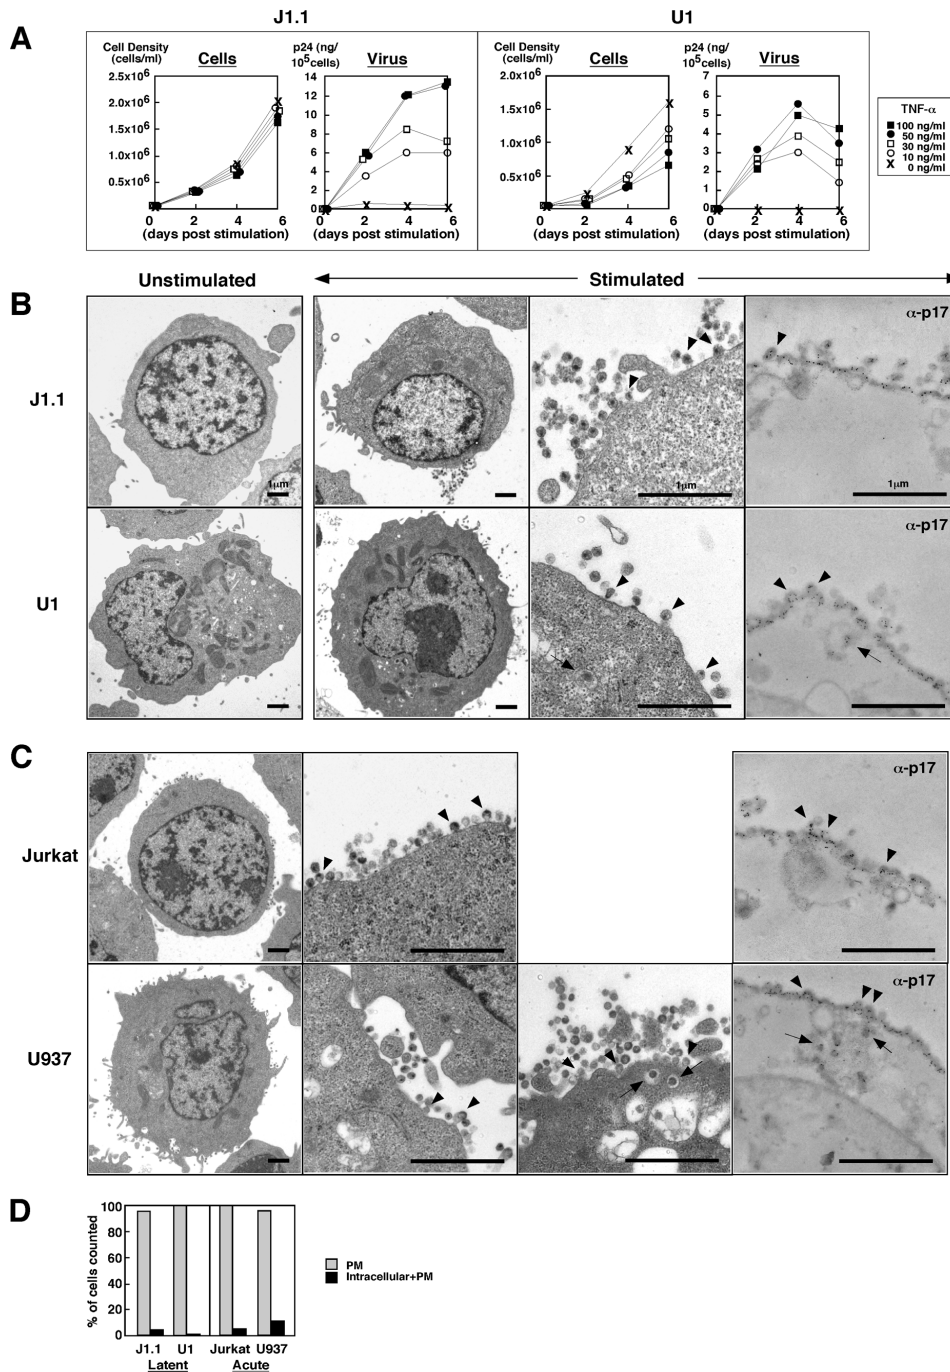 J1.1
U1
A
Cell Density
(cells/ml)
Cells
2.5x10⁶
2.0x10⁶
1.5x10⁶
1.0x10⁶
0.5x10⁶
0 2 4 6
(days post stimulation)
p24 (ng/
10⁵cells)
Virus
14
12
10
8
6
4
2
0
0 2 4 6
(days post stimulation)
Cell Density
(cells/ml)
Cells
2.0x10⁶
1.5x10⁶
1.0x10⁶
0.5x10⁶
0 2 4 6
(days post stimulation)
p24 (ng/
10⁵cells)
Virus
7
6
5
4
3
2
1
0
0 2 4 6
(days post stimulation)
TNF-α
100 ng/ml
50 ng/ml
30 ng/ml
10 ng/ml
X 0 ng/ml
Unstimulated
Stimulated
B
α-p17
J1.1
1µm
1µm
1µm
α-p17
U1
C
α-p17
Jurkat
α-p17
U937
D
% of cells counted
100
80
60
40
20
0
J1.1 U1 Jurkat U937
Latent Acute
PM
Intracellular+PM